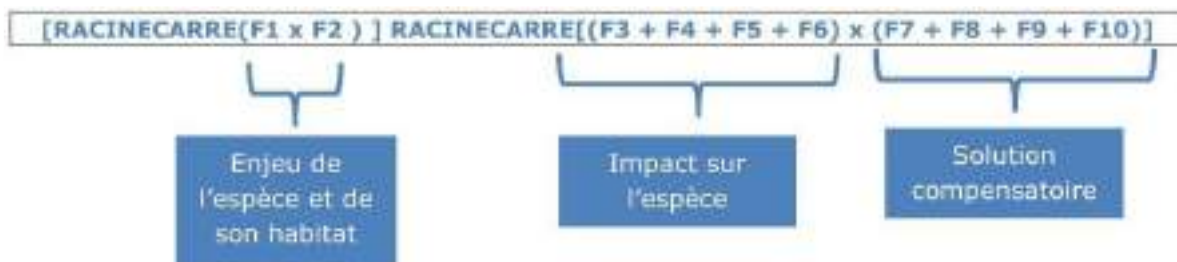 [RACINECARRE(F1 x F2 ) ] RACINECARRE[(F3 + F4 + F5 + F6) x (F7 + F8 + F9 + F10)]
Enjeu de
l'espèce et de
son habitat
Impact sur
l'espèce
Solution
compensatoire